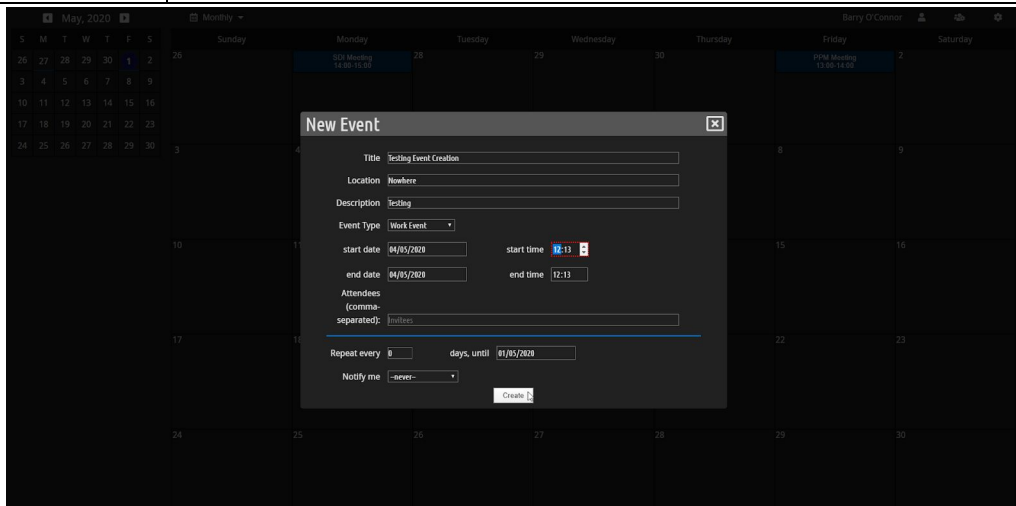 May, 2020 Monthly Barry O'Connor
S M T W T F S Sunday Monday Tuesday Wednesday Thursday Friday Saturday
26 27 28 29 30 1 2
3 4 5 6 7 8 9
10 11 12 13 14 15 16
17 18 19 20 21 22 23
24 25 26 27 28 29 30
26 28 29 30 2
SDI Meeting
14:00-15:00
PPM Meeting
13:00-14:00
New Event
Title Testing Event Creation
Location Nowhere
Description Testing
Event Type Work Event
start date 04/05/2020 start time 12:13
end date 04/05/2020 end time 12:13
Attendees
(comma-
separated): Invitees
Repeat every 0 days, until 01/05/2020
Notify me --never--
Create
3 4 8 9
10 11 15 16
17 18 22 23
24 25 26 27 28 29 30